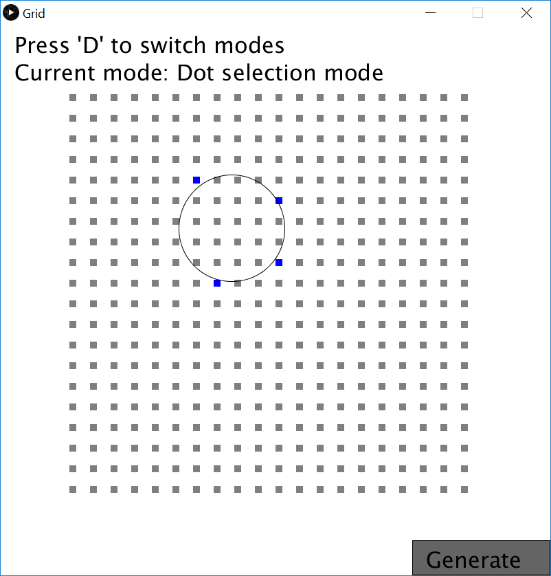 Grid
Press 'D' to switch modes
Current mode: Dot selection mode
Generate